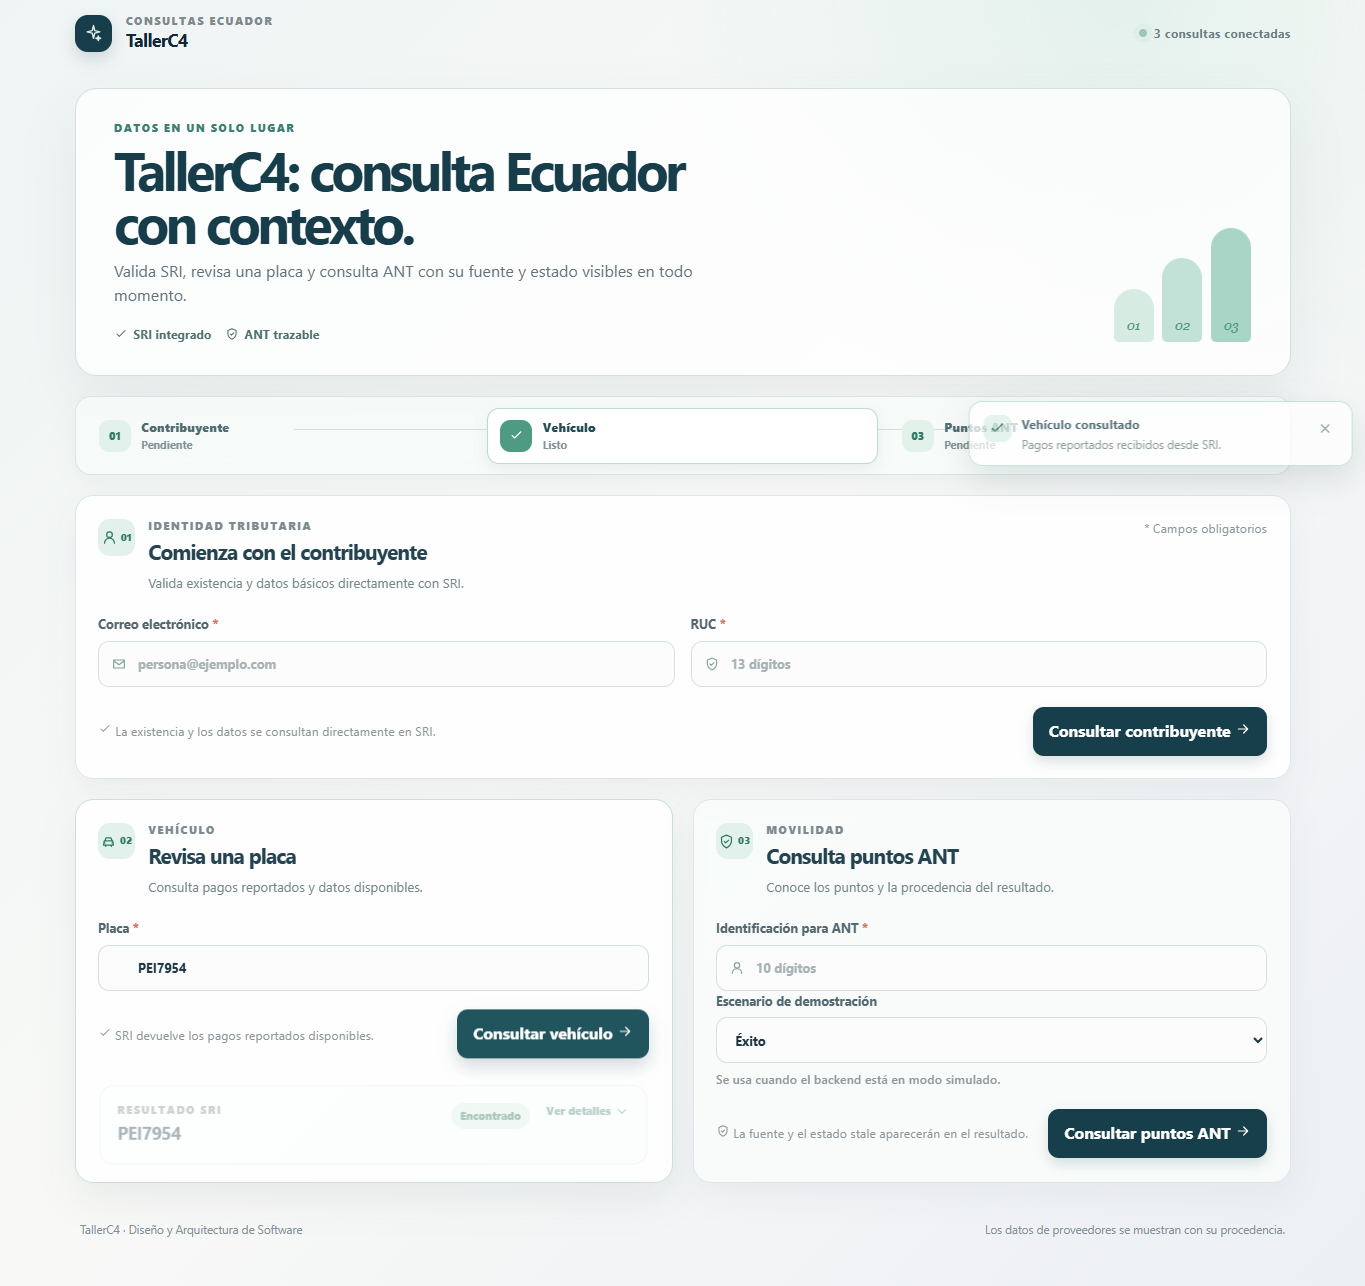 CONSULTAS ECUADOR
TallerC4
3 consultas conectadas
DATOS EN UN SOLO LUGAR
TallerC4: consulta Ecuador
con contexto.
Valida SRI, revisa una placa y consulta ANT con su fuente y estado visibles en todo
momento.
SRI integrado
ANT trazable
01
02
03
01
Contribuyente
Pendiente
Vehículo
Listo
03
Puntos ANT
Pendiente
Vehículo consultado
Pagos reportados recibidos desde SRI.
01
IDENTIDAD TRIBUTARIA
Comienza con el contribuyente
Valida existencia y datos básicos directamente con SRI.
* Campos obligatorios
Correo electrónico *
persona@ejemplo.com
RUC *
13 dígitos
La existencia y los datos se consultan directamente en SRI.
Consultar contribuyente
02
VEHÍCULO
Revisa una placa
Consulta pagos reportados y datos disponibles.
Placa *
PEI7954
SRI devuelve los pagos reportados disponibles.
Consultar vehículo
RESULTADO SRI
PEI7954
Encontrado
Ver detalles
03
MOVILIDAD
Consulta puntos ANT
Conoce los puntos y la procedencia del resultado.
Identificación para ANT *
10 dígitos
Escenario de demostración
Éxito
Se usa cuando el backend está en modo simulado.
La fuente y el estado stale aparecerán en el resultado.
Consultar puntos ANT
TallerC4 · Diseño y Arquitectura de Software
Los datos de proveedores se muestran con su procedencia.